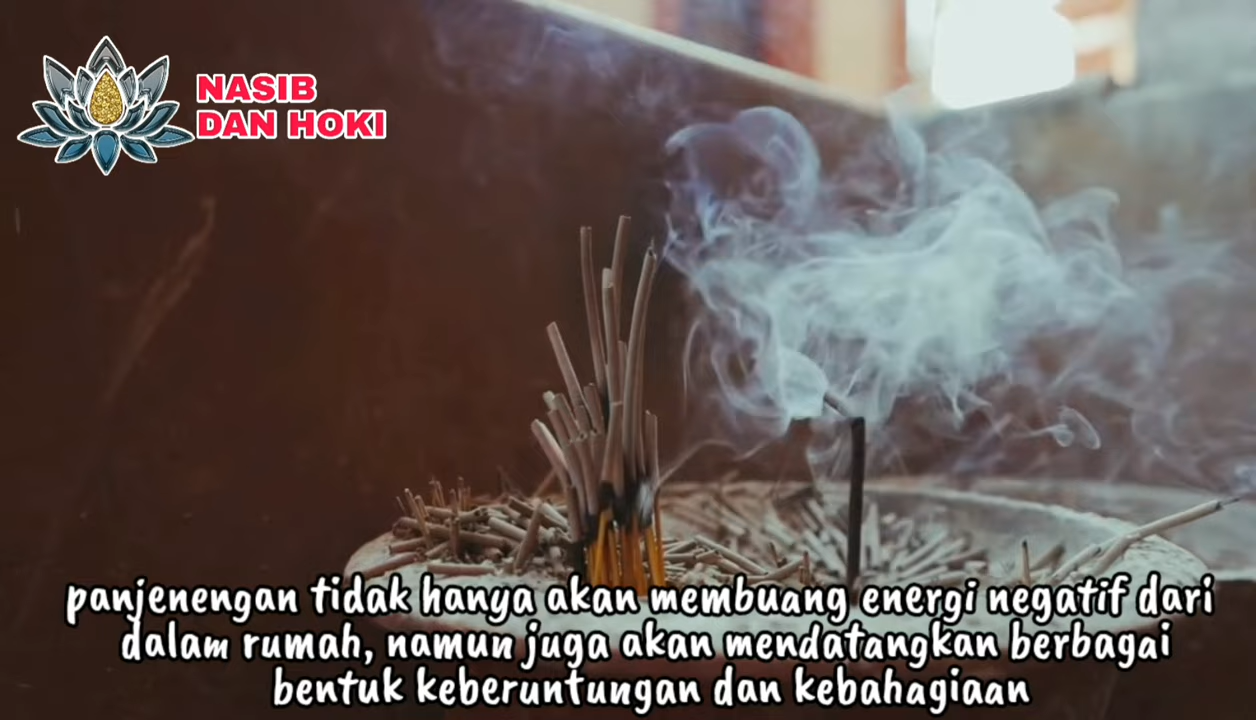 NASIB
DAN HOKI
panjenengan tidak hanya akan membuang energi negatif dari
dalam rumah, namun juga akan mendatangkan berbagai
bentuk keberuntungan dan kebahagiaan